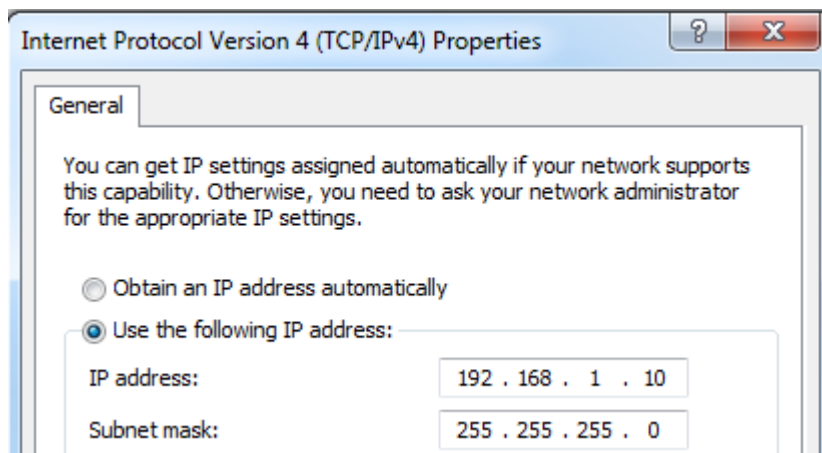 Internet Protocol Version 4 (TCP/IPv4) Properties
?
X
General
You can get IP settings assigned automatically if your network supports
this capability. Otherwise, you need to ask your network administrator
for the appropriate IP settings.
Obtain an IP address automatically
Use the following IP address:
IP address: 192 . 168 . 1 . 10
Subnet mask: 255 . 255 . 255 . 0